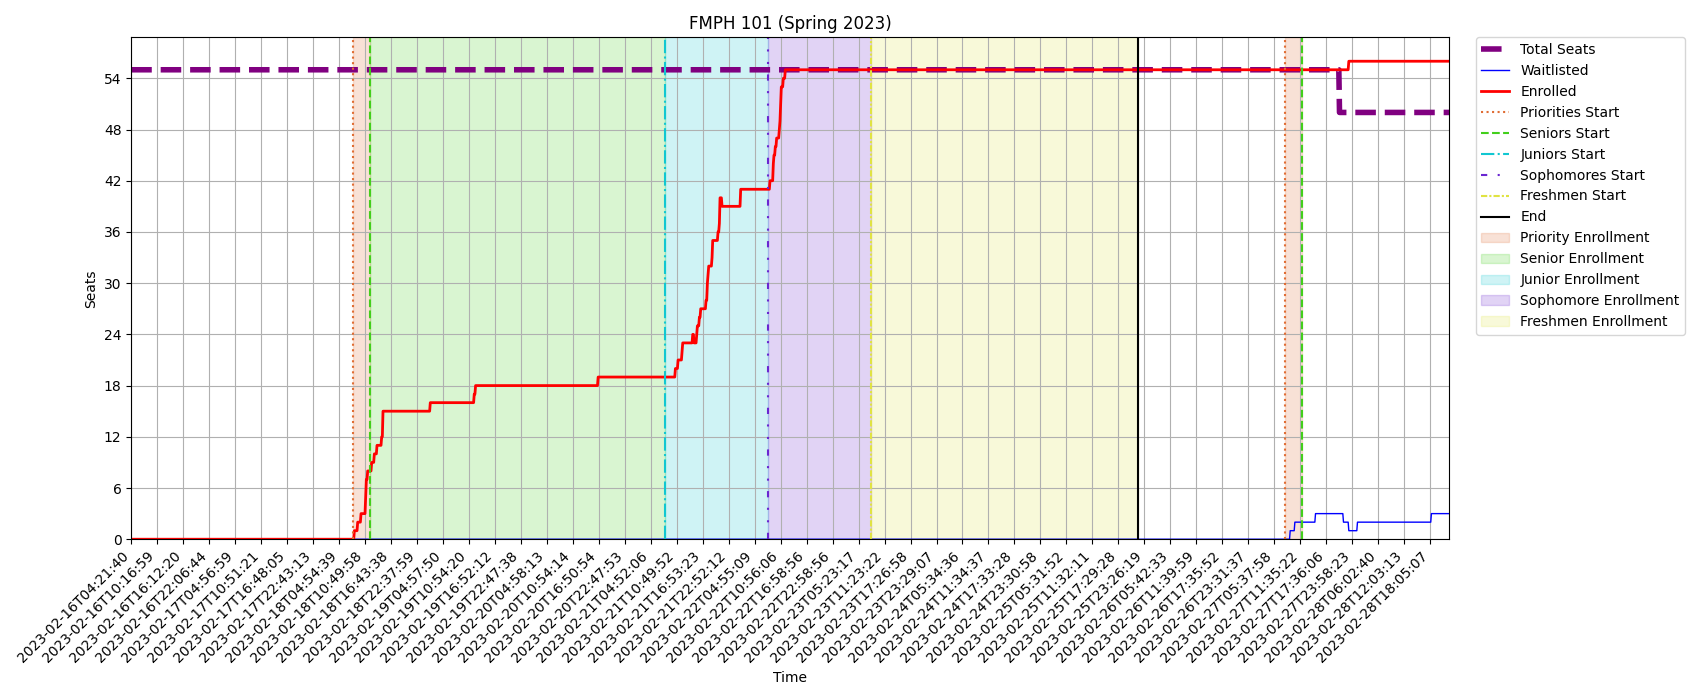 FMPH 101 (Spring 2023)
Seats
54
48
42
36
30
24
18
12
6
0
2023-02-16T04:21:40
2023-02-16T10:16:59
2023-02-16T16:12:20
2023-02-16T22:06:44
2023-02-17T04:56:59
2023-02-17T10:51:21
2023-02-17T16:48:05
2023-02-17T22:43:13
2023-02-18T04:54:39
2023-02-18T10:49:58
2023-02-18T16:43:38
2023-02-18T22:37:59
2023-02-19T04:57:50
2023-02-19T10:54:20
2023-02-19T16:52:12
2023-02-19T22:47:38
2023-02-20T04:58:13
2023-02-20T10:54:14
2023-02-20T16:50:54
2023-02-20T22:47:53
2023-02-21T04:52:06
2023-02-21T10:49:52
2023-02-21T16:53:23
2023-02-21T22:52:12
2023-02-22T04:55:09
2023-02-22T10:56:06
2023-02-22T16:58:56
2023-02-22T22:58:56
2023-02-23T05:23:17
2023-02-23T11:23:22
2023-02-23T17:26:58
2023-02-23T23:29:07
2023-02-24T05:34:36
2023-02-24T11:34:37
2023-02-24T17:33:28
2023-02-24T23:30:58
2023-02-25T05:31:52
2023-02-25T11:32:11
2023-02-25T17:29:28
2023-02-25T23:26:19
2023-02-26T05:42:33
2023-02-26T11:39:59
2023-02-26T17:35:52
2023-02-26T23:31:37
2023-02-27T05:37:58
2023-02-27T11:35:22
2023-02-27T17:36:06
2023-02-27T23:58:23
2023-02-28T06:02:40
2023-02-28T12:03:13
2023-02-28T18:05:07
Time
Total Seats
Waitlisted
Enrolled
Priorities Start
Seniors Start
Juniors Start
Sophomores Start
Freshmen Start
End
Priority Enrollment
Senior Enrollment
Junior Enrollment
Sophomore Enrollment
Freshmen Enrollment